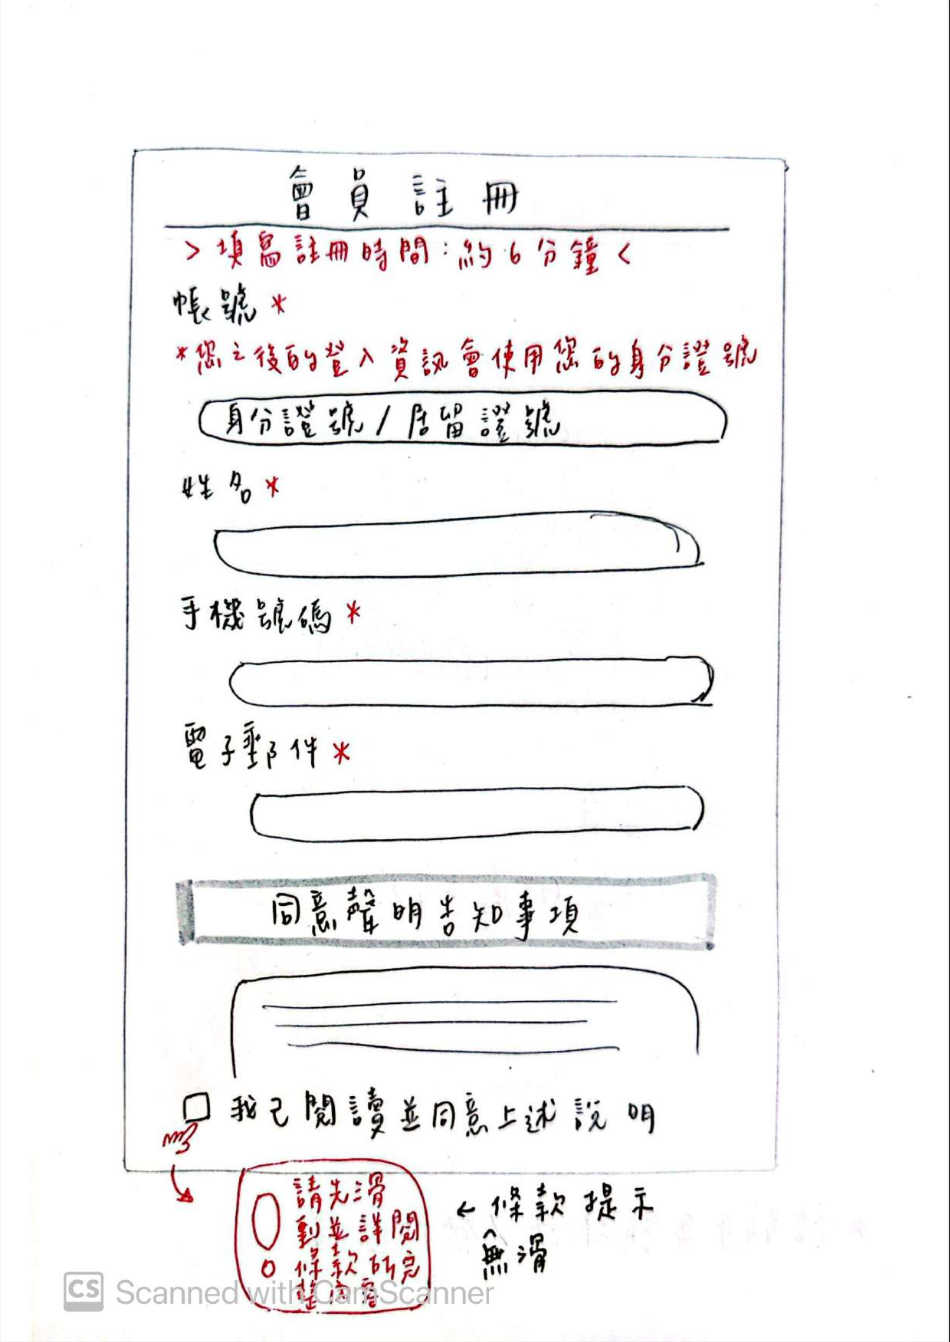 會員註冊
> 填寫註冊時間：約6分鐘 <
帳號 *
*您之後的登入資訊會使用您的身分證號
身分證號 / 居留證號
姓名 *
手機號碼 *
電子郵件 *
同意聲明告知事項
我已閱讀並同意上述說明
請先滑
動並詳閱
條款的完
整內容
← 條款提示
無滑
CS Scanned with CamScanner